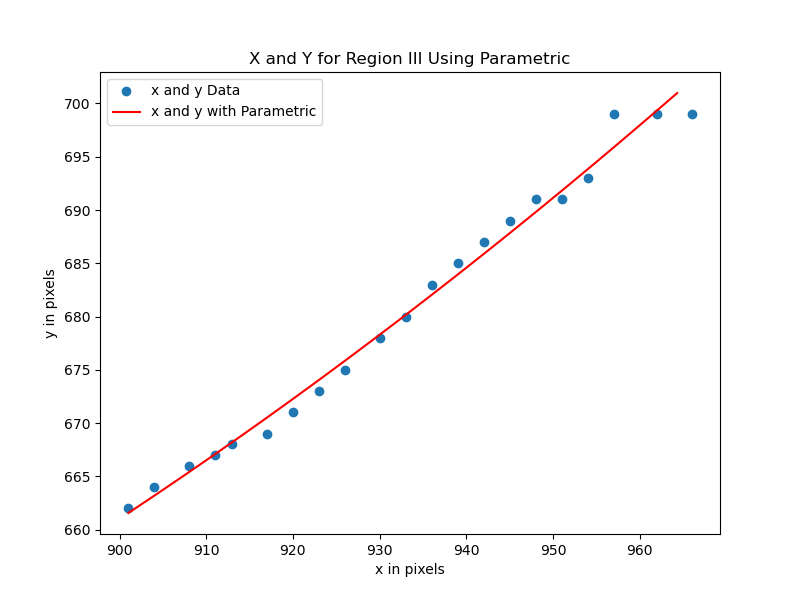 X and Y for Region III Using Parametric
x and y Data
x and y with Parametric
700
695
690
685
680
675
670
665
660
y in pixels
900 910 920 930 940 950 960
x in pixels